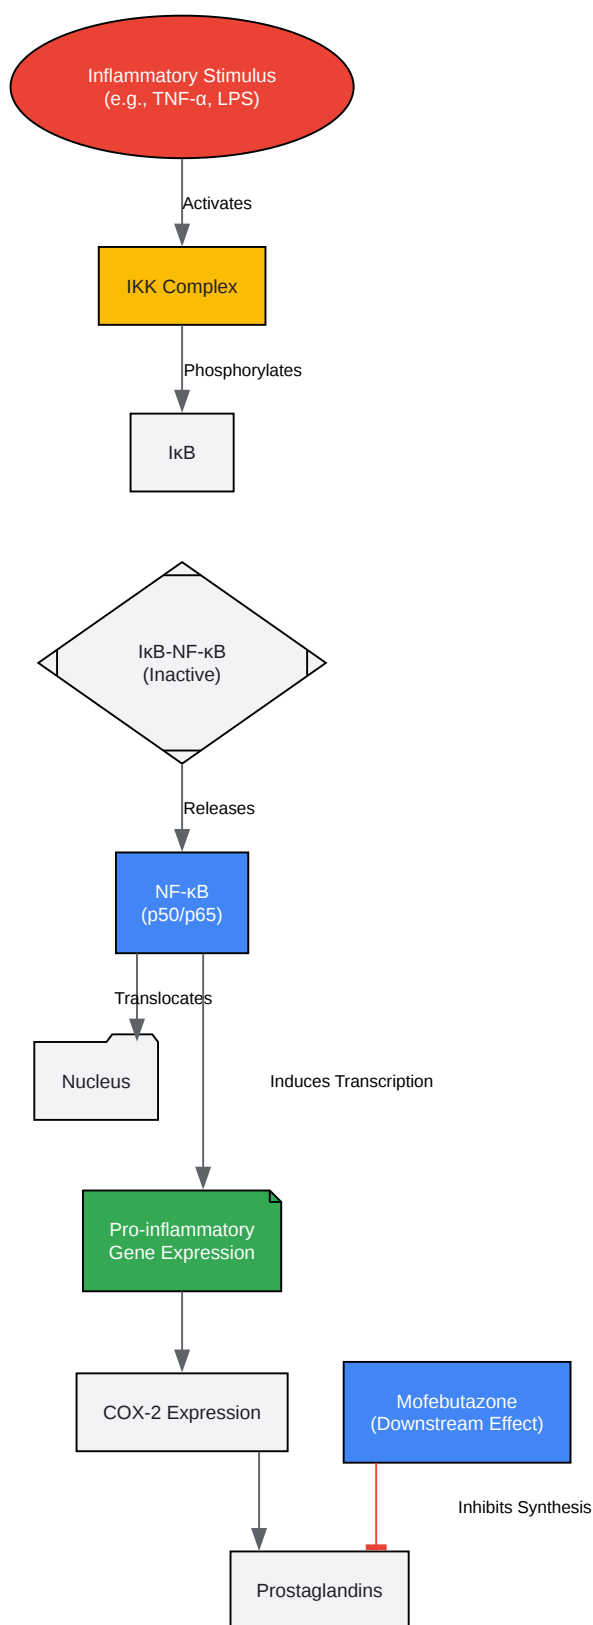 Inflammatory Stimulus
(e.g., TNF-α, LPS)
Activates
IKK Complex
Phosphorylates
IκB
IκB-NF-κB
(Inactive)
Releases
NF-κB
(p50/p65)
Translocates
Nucleus
Induces Transcription
Pro-inflammatory
Gene Expression
COX-2 Expression
Mofebutazone
(Downstream Effect)
Inhibits Synthesis
Prostaglandins